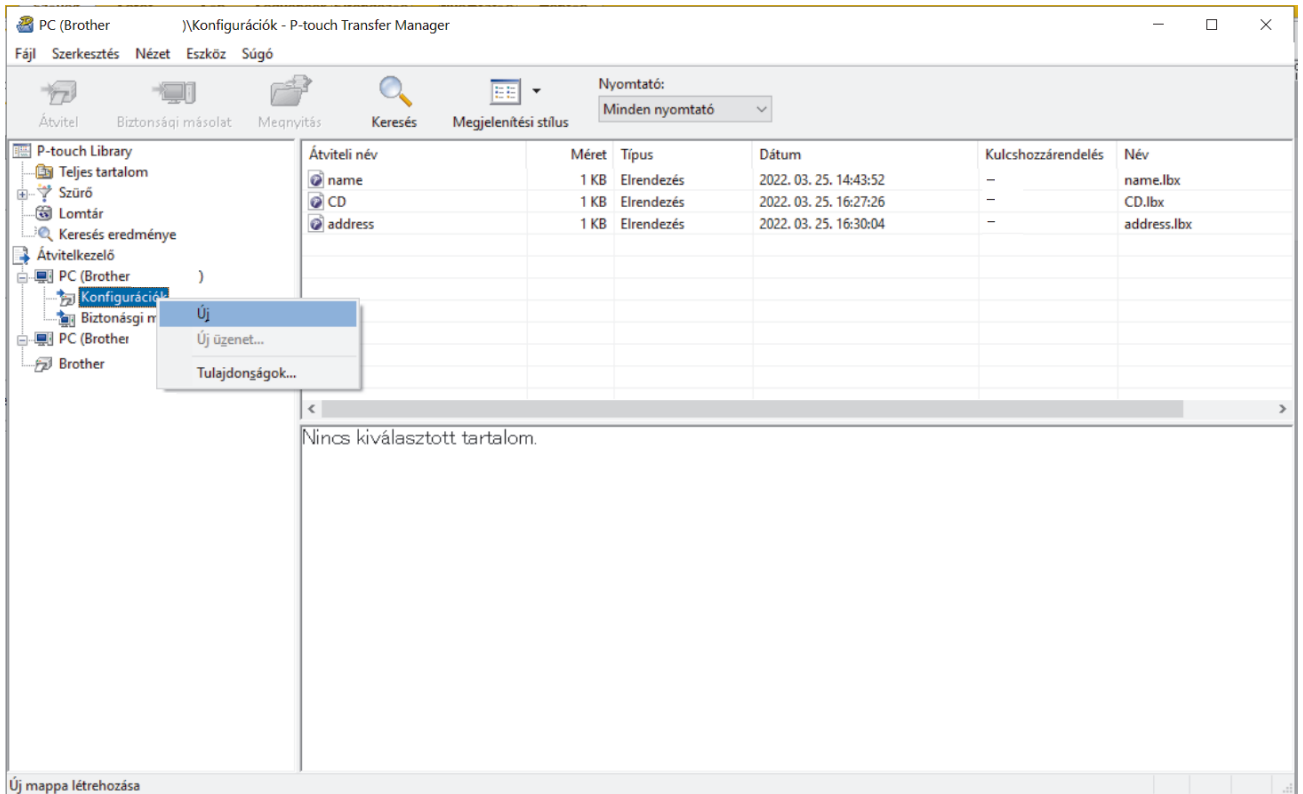 PC (Brother )\Konfigurációk - P-touch Transfer Manager
Fájl Szerkesztés Nézet Eszköz Súgó
Átvitel Biztonsági másolat Megnyitás Keresés Megjelenítési stílus
Nyomtató:
Minden nyomtató
P-touch Library
Teljes tartalom
Szűrő
Lomtár
Keresés eredménye
Átvitelkezelő
PC (Brother )
Konfigurációk
Biztonásgi m
PC (Brother
Brother
Új
Új üzenet...
Tulajdonságok...
Átviteli név Méret Típus Dátum Kulcshozzárendelés Név
name 1 KB Elrendezés 2022. 03. 25. 14:43:52 – name.lbx
CD 1 KB Elrendezés 2022. 03. 25. 16:27:26 – CD.lbx
address 1 KB Elrendezés 2022. 03. 25. 16:30:04 – address.lbx
Nincs kiválasztott tartalom.
Új mappa létrehozása